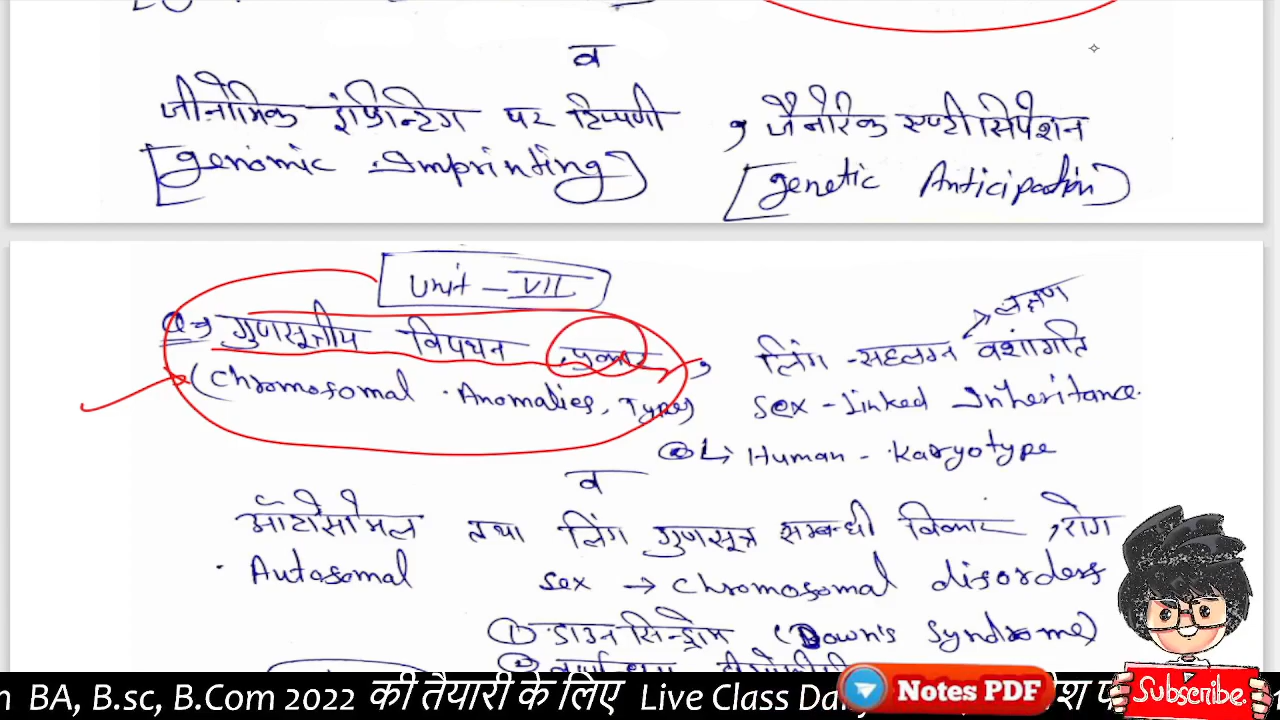 व
जीनोमिक इंप्रिन्टिंग पर टिप्पणी , जैनेटिक एण्टीसिपेशन
[Genomic Imprinting] [Genetic Anticipation]
Unit - VII
Q→ गुणसूत्रीय विपथन, प्रकार, लिंग-सहलग्न वंशागति → लक्षण
(Chromosomal Anomalies, Types) Sex-Linked Inheritance.
↳ Human - Karyotype
व
ऑटोसोमल तथा लिंग गुणसूत्र सम्बन्धी विकार, रोग
Autosomal Sex → Chromosomal disorders
① डाउन सिन्ड्रोम (Down's Syndrome)
②
BA, B.sc, B.Com 2022 की तैयारी के लिए Live Class
Notes PDF
Subscribe